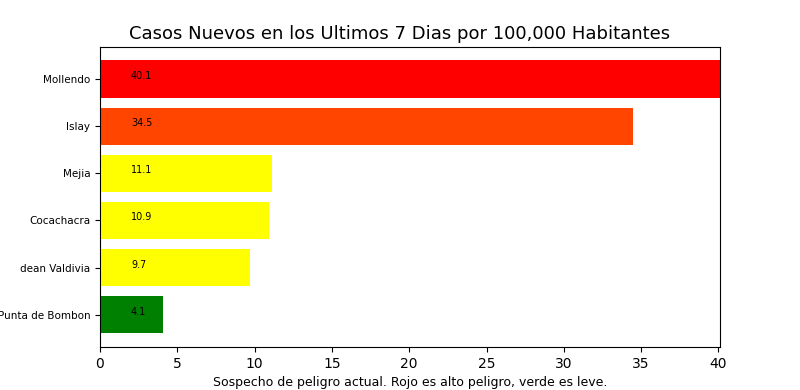 Casos Nuevos en los Ultimos 7 Dias por 100,000 Habitantes
Mollendo 40.1
Islay 34.5
Mejia 11.1
Cocachacra 10.9
dean Valdivia 9.7
Punta de Bombon 4.1
0 5 10 15 20 25 30 35 40
Sospecho de peligro actual. Rojo es alto peligro, verde es leve.